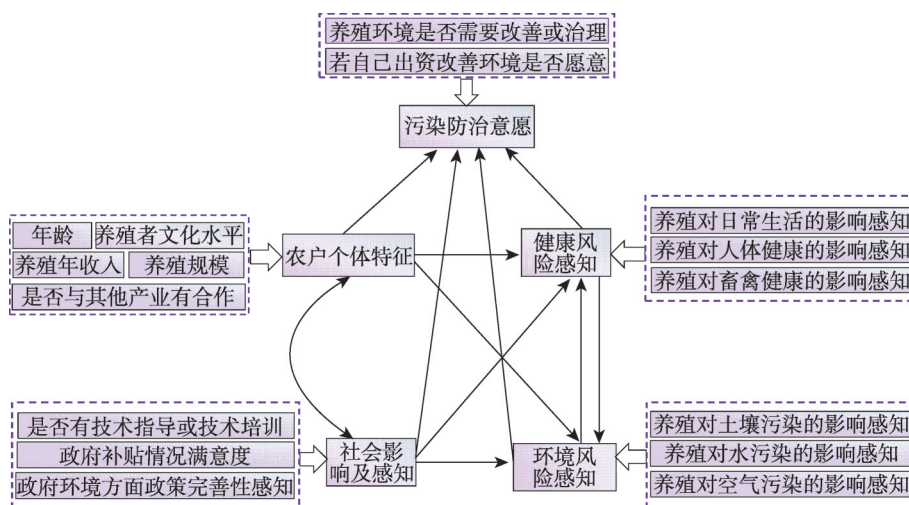 养殖环境是否需要改善或治理
若自己出资改善环境是否愿意
污染防治意愿
年龄
养殖者文化水平
养殖年收入
养殖规模
是否与其他产业有合作
农户个体特征
健康风
险感知
养殖对日常生活的影响感知
养殖对人体健康的影响感知
养殖对畜禽健康的影响感知
是否有技术指导或技术培训
政府补贴情况满意度
政府环境方面政策完善性感知
社会影
响及感知
环境风
险感知
养殖对土壤污染的影响感知
养殖对水污染的影响感知
养殖对空气污染的影响感知